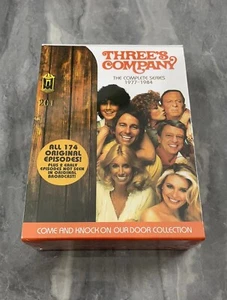 THREE'S
COMPANY
THE COMPLETE SERIES
1977-1984
ALL 174
ORIGINAL
EPISODES!
PLUS 2 EARLY
EPISODES NOT SEEN
IN ORIGINAL
BROADCAST!
COME AND KNOCK ON OUR DOOR COLLECTION